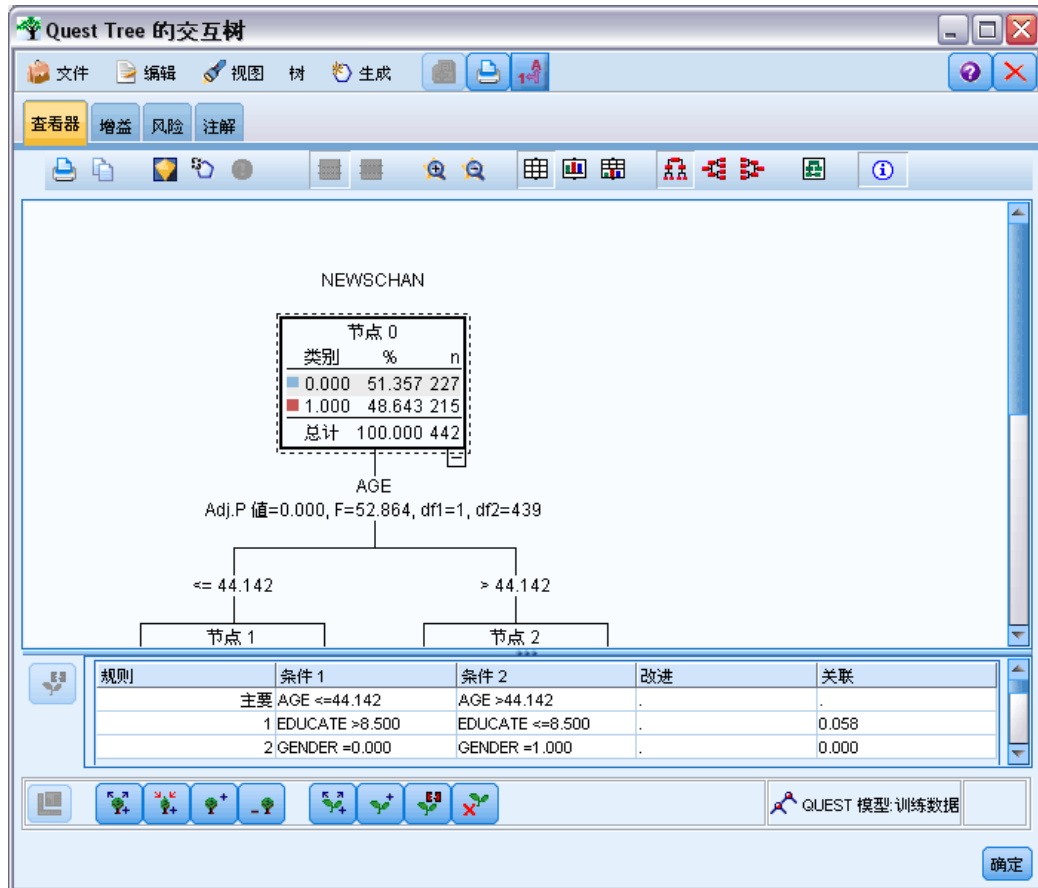 Quest Tree 的交互树
文件 编辑 视图 树 生成
查看器 增益 风险 注解
NEWSCHAN
节点 0
类别 % n
0.000 51.357 227
1.000 48.643 215
总计 100.000 442
AGE
Adj.P 值=0.000, F=52.864, df1=1, df2=439
<= 44.142 > 44.142
节点 1 节点 2
规则 条件 1 条件 2 改进 关联
主要 AGE <=44.142 AGE >44.142 . .
1 EDUCATE >8.500 EDUCATE <=8.500 . 0.058
2 GENDER =0.000 GENDER =1.000 . 0.000
QUEST 模型:训练数据
确定